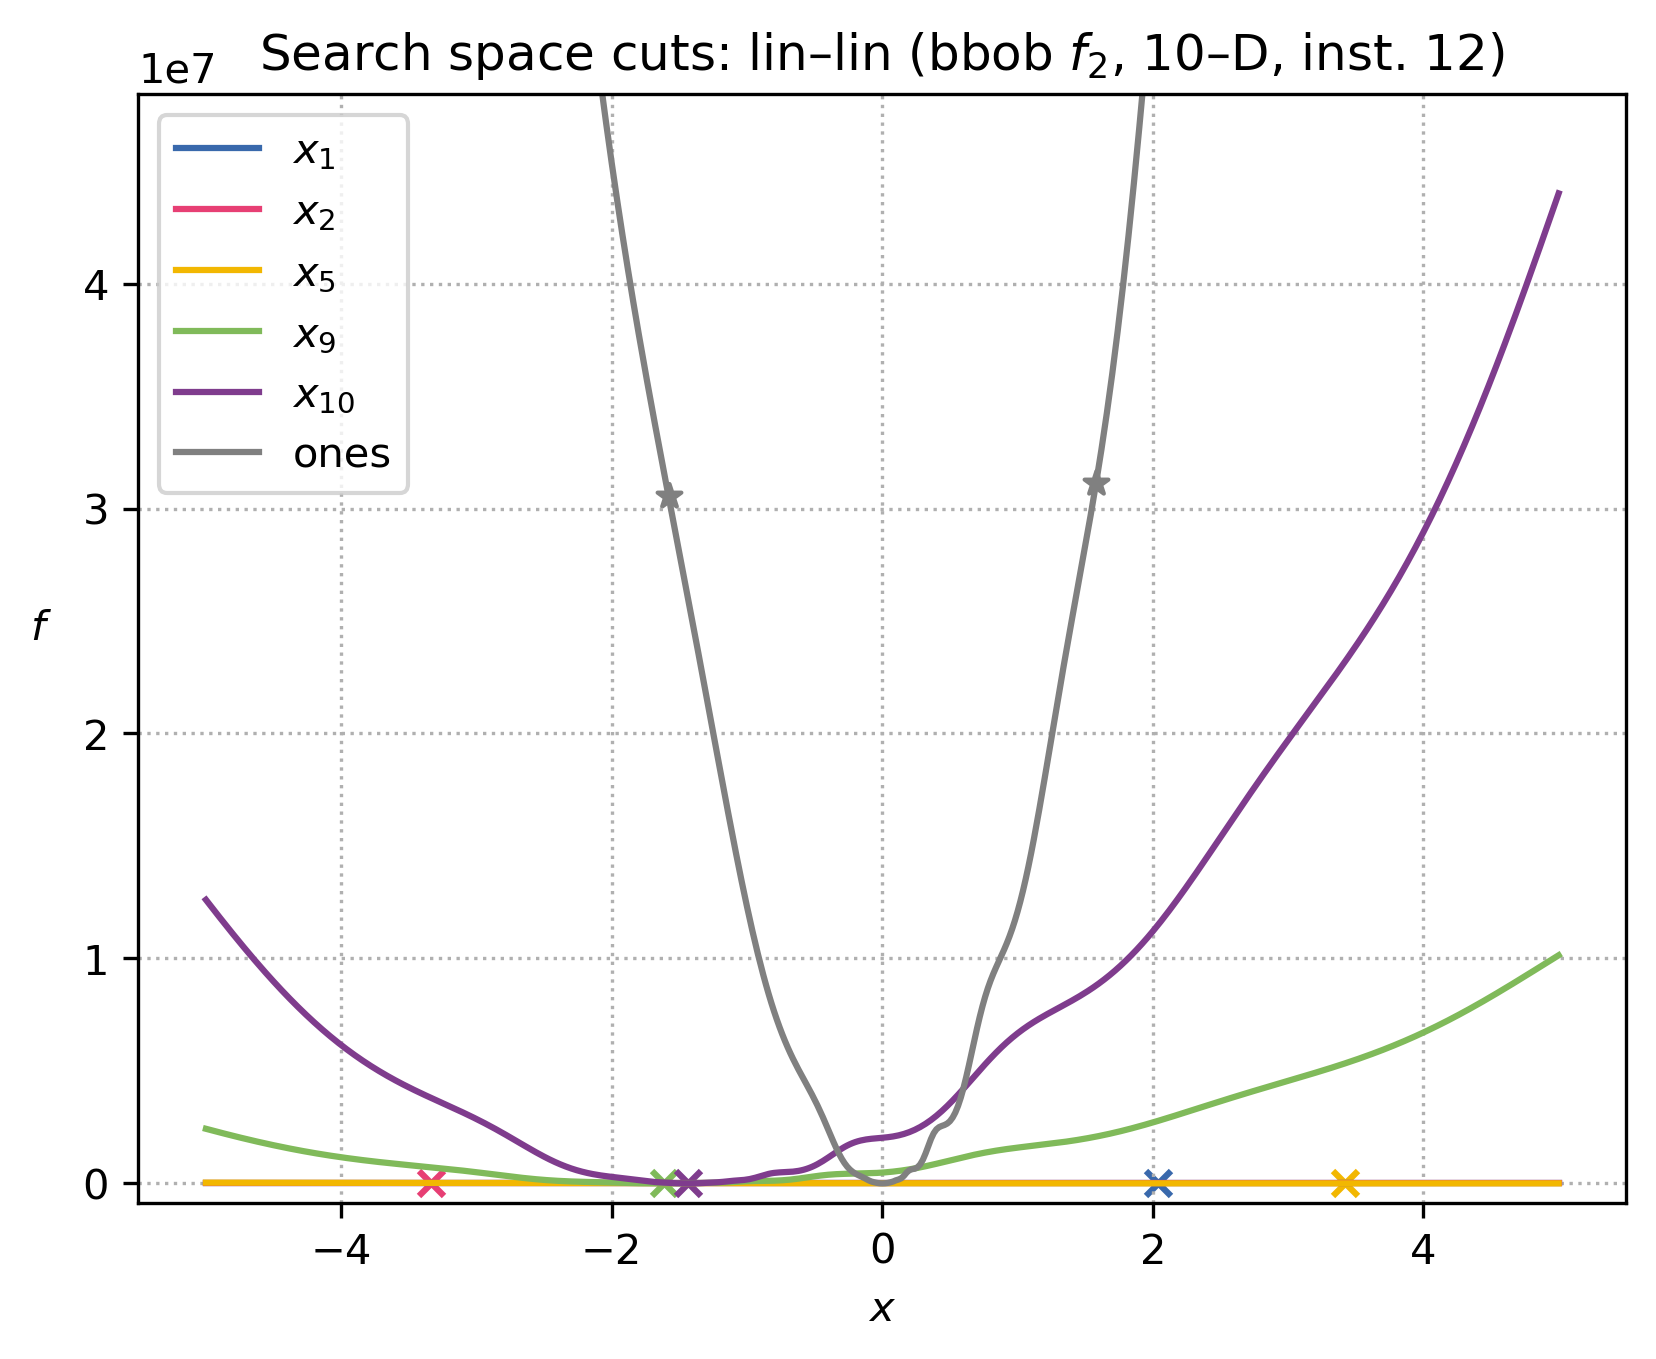 Search space cuts: lin–lin (bbob f₂, 10–D, inst. 12)
1e7
x₁
x₂
x₅
x₉
x₁₀
ones
4
3
2
1
0
f
−4
−2
0
2
4
x